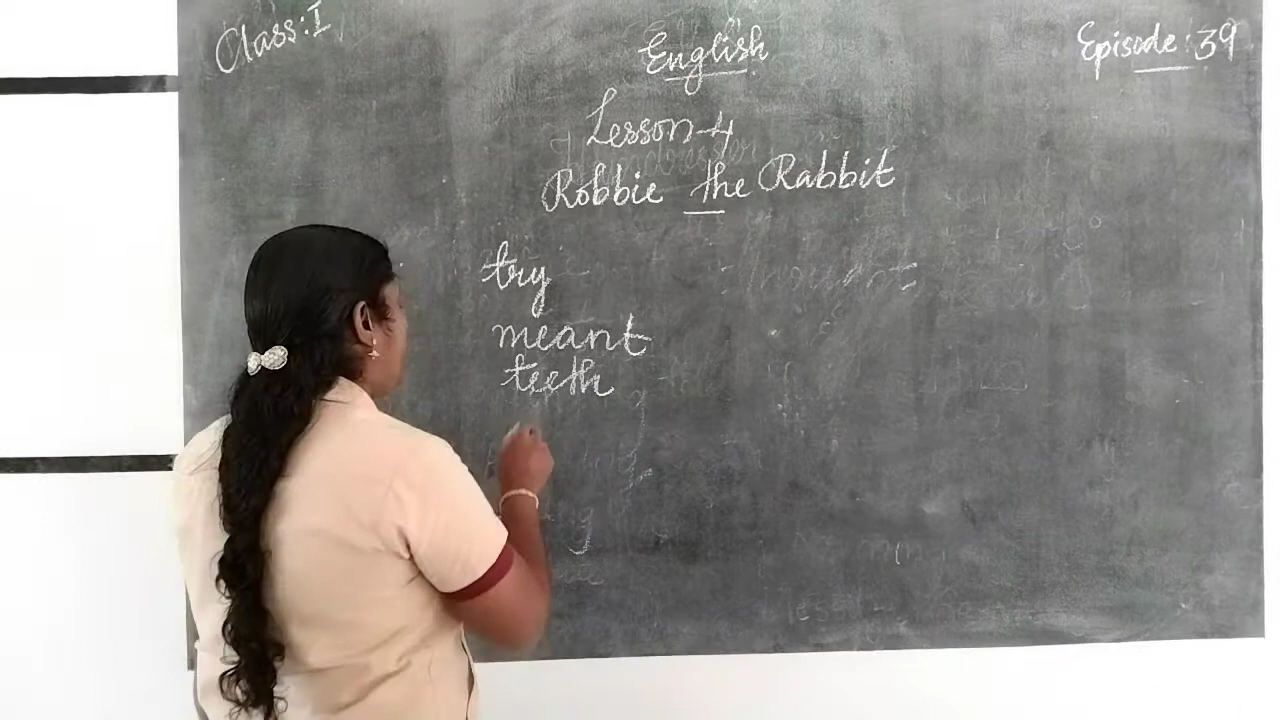 Class: I
English
Episode: 39
Lesson-4
Robbie the Rabbit
try
meant
teeth